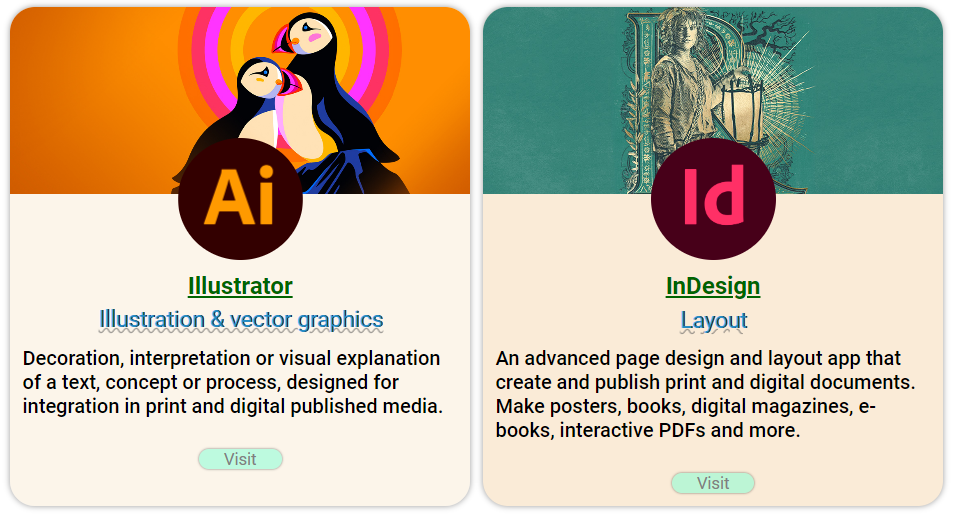 Ai
Illustrator
Illustration & vector graphics
Decoration, interpretation or visual explanation
of a text, concept or process, designed for
integration in print and digital published media.
Visit
Id
InDesign
Layout
An advanced page design and layout app that
create and publish print and digital documents.
Make posters, books, digital magazines, e-
books, interactive PDFs and more.
Visit